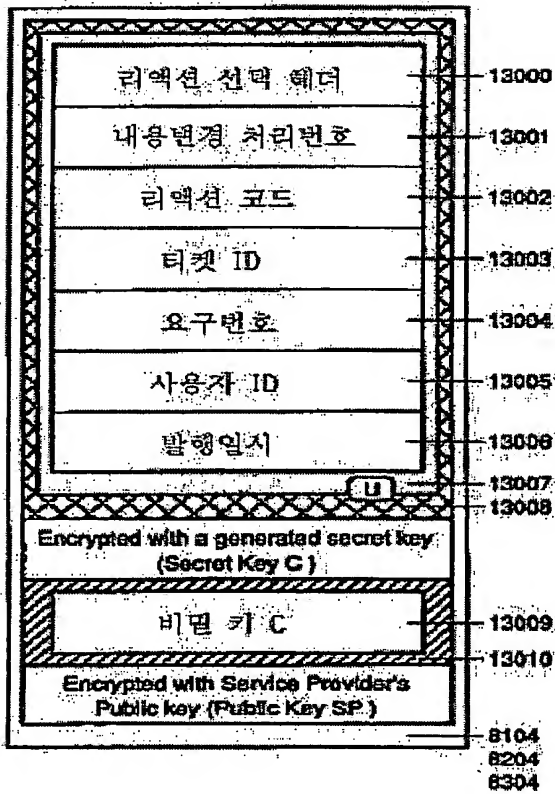 리액션 선택 헤더 13000
내용변경 처리번호 13001
리액션 코드 13002
티켓 ID 13003
요구번호 13004
사용자 ID 13005
발행일시 13006
U 13007
13008
Encrypted with a generated secret key
(Secret Key C )
비밀 키 C 13009
13010
Encrypted with Service Provider's
Public key (Public Key SP )
8104
8204
8304